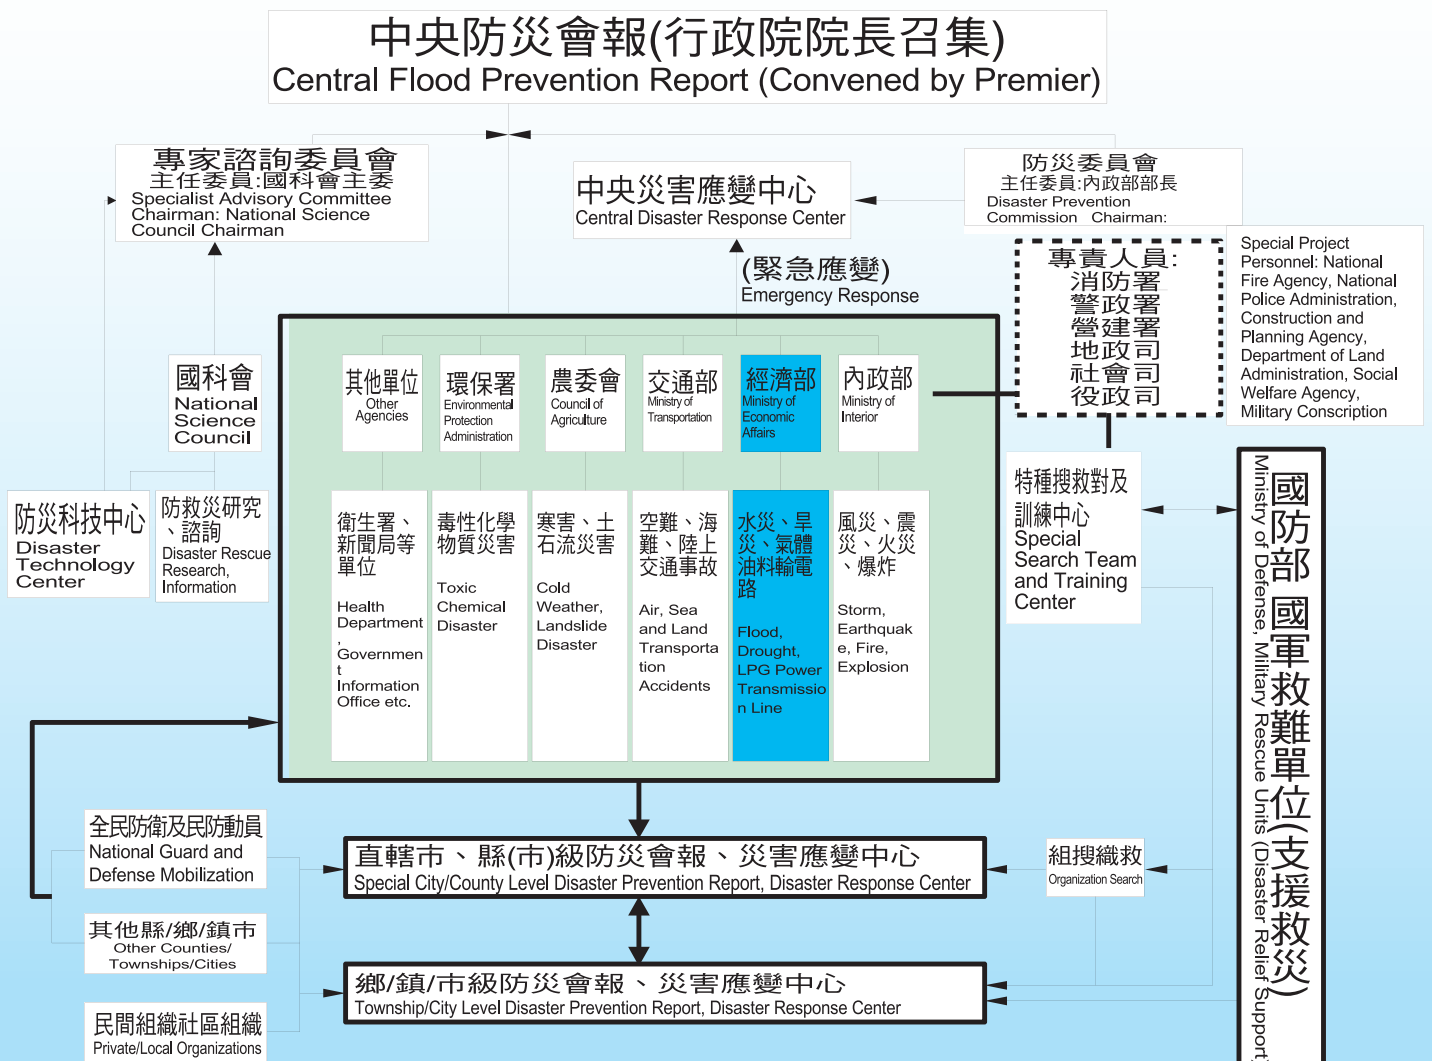 中央防災會報(行政院院長召集)
Central Flood Prevention Report (Convened by Premier)
專家諮詢委員會
主任委員:國科會主委
Specialist Advisory Committee
Chairman: National Science
Council Chairman
中央災害應變中心
Central Disaster Response Center
防災委員會
主任委員:內政部部長
Disaster Prevention
Commission Chairman:
(緊急應變)
Emergency Response
專責人員:
消防署
警政署
營建署
地政司
社會司
役政司
Special Project
Personnel: National
Fire Agency, National
Police Administration,
Construction and
Planning Agency,
Department of Land
Administration, Social
Welfare Agency,
Military Conscription
國科會
National
Science
Council
其他單位
Other
Agencies
環保署
Environmental
Protection
Administration
農委會
Council of
Agriculture
交通部
Ministry of
Transportation
經濟部
Ministry of
Economic
Affairs
內政部
Ministry of
Interior
防災科技中心
Disaster
Technology
Center
防救災研究
、諮詢
Disaster Rescue
Research,
Information
衛生署、
新聞局等
單位
Health
Department
,
Governmen
t
Information
Office etc.
毒性化學
物質災害
Toxic
Chemical
Disaster
寒害、土
石流災害
Cold
Weather,
Landslide
Disaster
空難、海
難、陸上
交通事故
Air, Sea
and Land
Transporta
tion
Accidents
水災、旱
災、氣體
油料輸電
路
Flood,
Drought,
LPG Power
Transmissio
n Line
風災、震
災、火災
、爆炸
Storm,
Earthquak
e, Fire,
Explosion
特種搜救對及
訓練中心
Special
Search Team
and Training
Center
國防部 國軍救難單位(支援救災)
Ministry of Defense, Military Rescue Units (Disaster Relief Support)
全民防衛及民防動員
National Guard and
Defense Mobilization
直轄市、縣(市)級防災會報、災害應變中心
Special City/County Level Disaster Prevention Report, Disaster Response Center
組搜織救
Organization Search
其他縣/鄉/鎮市
Other Counties/
Townships/Cities
鄉/鎮/市級防災會報、災害應變中心
Township/City Level Disaster Prevention Report, Disaster Response Center
民間組織社區組織
Private/Local Organizations